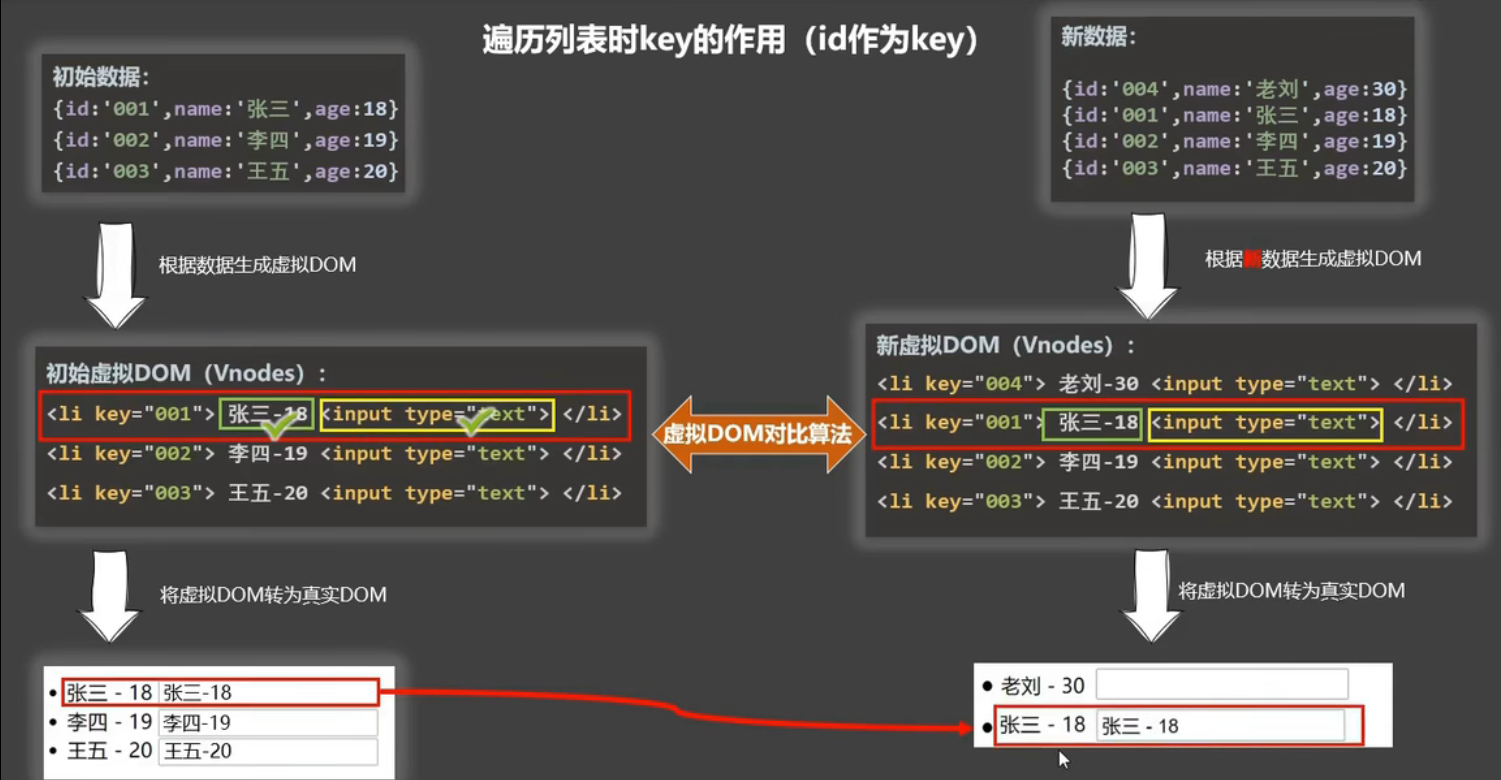 遍历列表时key的作用（id作为key）
初始数据：
{id:'001',name:'张三',age:18}
{id:'002',name:'李四',age:19}
{id:'003',name:'王五',age:20}
根据数据生成虚拟DOM
初始虚拟DOM（Vnodes）：
<li key="001"> 张三-18 <input type="text"> </li>
<li key="002"> 李四-19 <input type="text"> </li>
<li key="003"> 王五-20 <input type="text"> </li>
将虚拟DOM转为真实DOM
张三 - 18 张三-18
李四 - 19 李四-19
王五 - 20 王五-20
虚拟DOM对比算法
新数据：
{id:'004',name:'老刘',age:30}
{id:'001',name:'张三',age:18}
{id:'002',name:'李四',age:19}
{id:'003',name:'王五',age:20}
根据新数据生成虚拟DOM
新虚拟DOM（Vnodes）：
<li key="004"> 老刘-30 <input type="text"> </li>
<li key="001"> 张三-18 <input type="text"> </li>
<li key="002"> 李四-19 <input type="text"> </li>
<li key="003"> 王五-20 <input type="text"> </li>
将虚拟DOM转为真实DOM
老刘 - 30
张三 - 18 张三 - 18